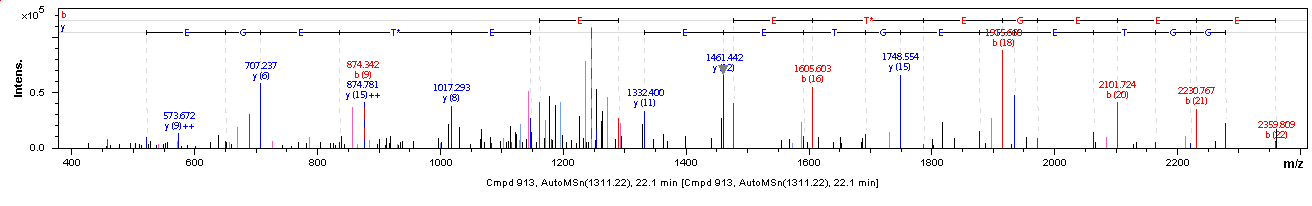 ×10⁵
b E E T* E G E E E
y E G E T* E E E T G E E T G G
1995.668
b (18)
1461.442
y (12)
1748.554
y (15)
707.237
y (6)
874.342
b (9)
1605.603
b (16)
874.781
y (15)++
1017.293
y (8)
1332.400
y (11)
2101.724
b (20)
2230.767
b (21)
573.672
y (9)++
2359.809
b (22)
Intens.
0.5
0.0
400 600 800 1000 1200 1400 1600 1800 2000 2200 m/z
Cmpd 913, AutoMSn(1311.22), 22.1 min [Cmpd 913, AutoMSn(1311.22), 22.1 min]